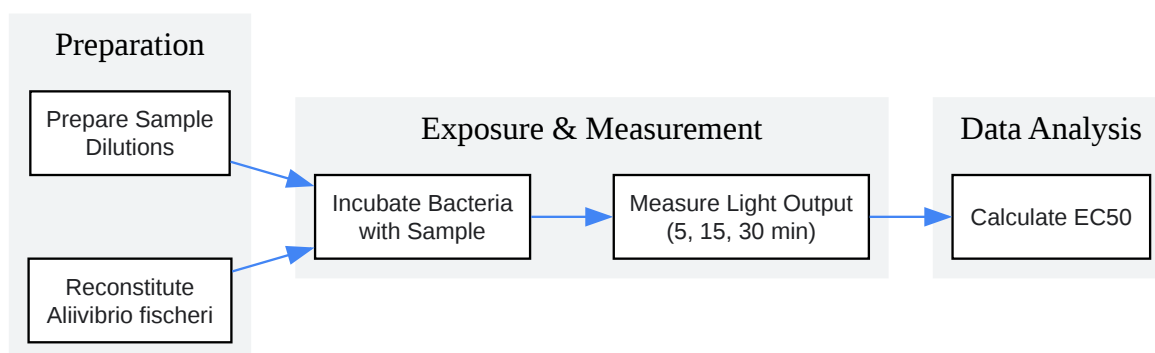 Preparation
Prepare Sample
Dilutions
Reconstitute
Aliivibrio fischeri
Exposure & Measurement
Incubate Bacteria
with Sample
Measure Light Output
(5, 15, 30 min)
Data Analysis
Calculate EC50